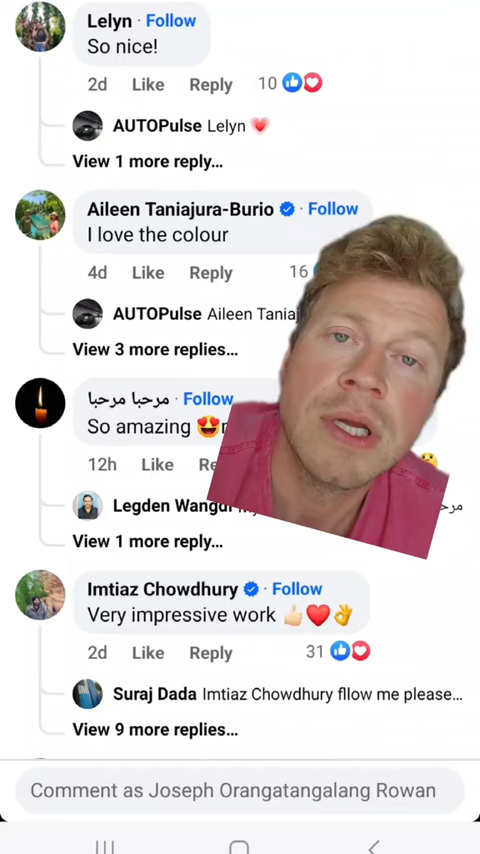 Lelyn · Follow
So nice!
2d Like Reply 10
AUTOPulse Lelyn 💗
View 1 more reply...
Aileen Taniajura-Burio · Follow
I love the colour
4d Like Reply 16
AUTOPulse Aileen
View 3 more replies...
مرحبا مرحبا · Follow
So amazing 😍
12h Like
Legden Wangdi
View 1 more reply...
Imtiaz Chowdhury · Follow
Very impressive work 👍🏻❤️👌
2d Like Reply 31
Suraj Dada Imtiaz Chowdhury fllow me please...
View 9 more replies...
Comment as Joseph Orangatangalang Rowan